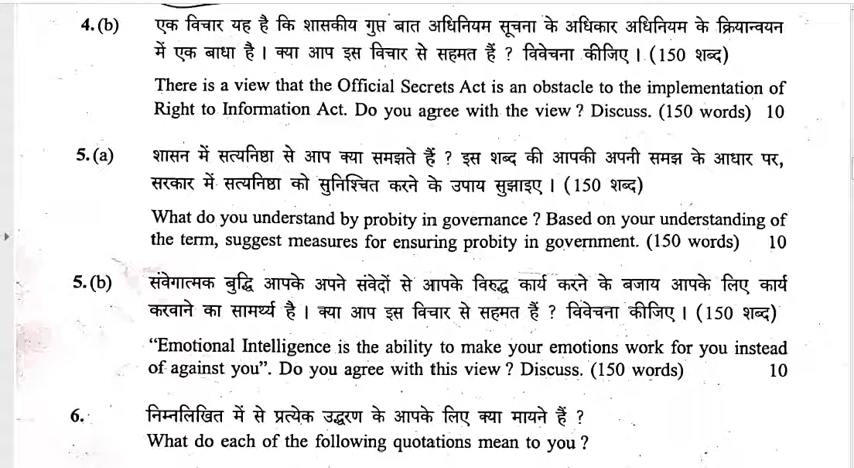 4.(b) एक विचार यह है कि शासकीय गुप्त बात अधिनियम सूचना के अधिकार अधिनियम के क्रियान्वयन
में एक बाधा है । क्या आप इस विचार से सहमत हैं ? विवेचना कीजिए । (150 शब्द)
There is a view that the Official Secrets Act is an obstacle to the implementation of
Right to Information Act. Do you agree with the view ? Discuss. (150 words) 10
5.(a) शासन में सत्यनिष्ठा से आप क्या समझते हैं ? इस शब्द की आपकी अपनी समझ के आधार पर,
सरकार में सत्यनिष्ठा को सुनिश्चित करने के उपाय सुझाइए । (150 शब्द)
What do you understand by probity in governance ? Based on your understanding of
the term, suggest measures for ensuring probity in government. (150 words) 10
5.(b) संवेगात्मक बुद्धि आपके अपने संवेदों से आपके विरुद्ध कार्य करने के बजाय आपके लिए कार्य
करवाने का सामर्थ्य है । क्या आप इस विचार से सहमत हैं ? विवेचना कीजिए । (150 शब्द)
“Emotional Intelligence is the ability to make your emotions work for you instead
of against you”. Do you agree with this view ? Discuss. (150 words) 10
6. निम्नलिखित में से प्रत्येक उद्धरण के आपके लिए क्या मायने हैं ?
What do each of the following quotations mean to you ?